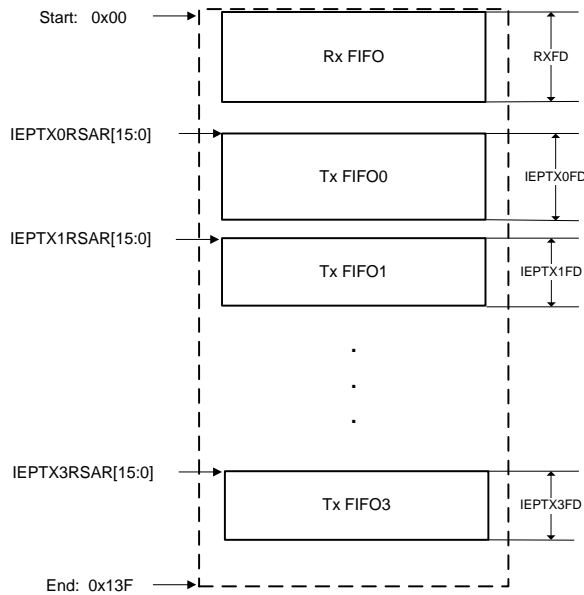 Start: 0x00
Rx FIFO
RXFD
IEPTX0RSAR[15:0]
Tx FIFO0
IEPTX0FD
IEPTX1RSAR[15:0]
Tx FIFO1
IEPTX1FD
.
.
.
IEPTX3RSAR[15:0]
Tx FIFO3
IEPTX3FD
End: 0x13F